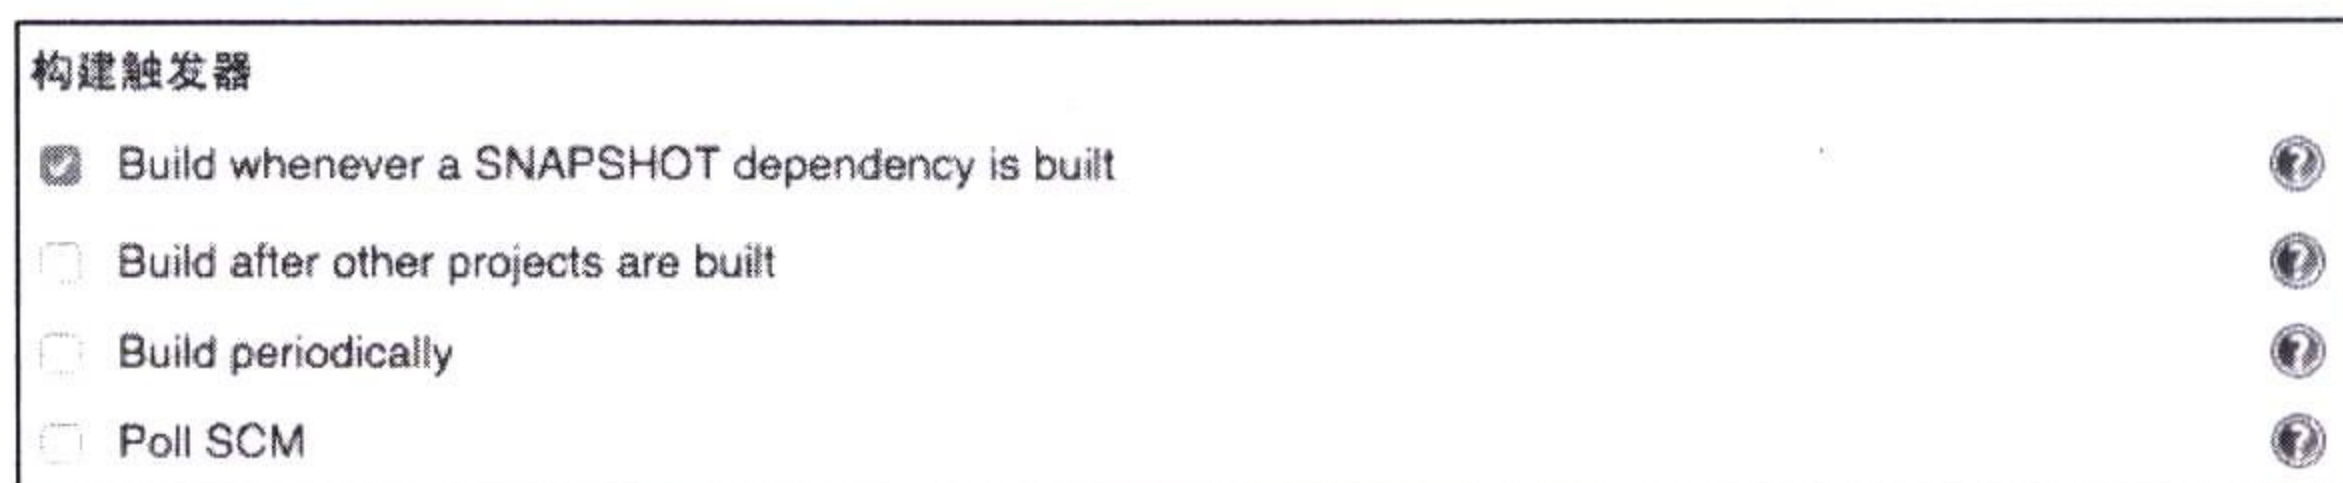 构建触发器
Build whenever a SNAPSHOT dependency is built
Build after other projects are built
Build periodically
Poll SCM